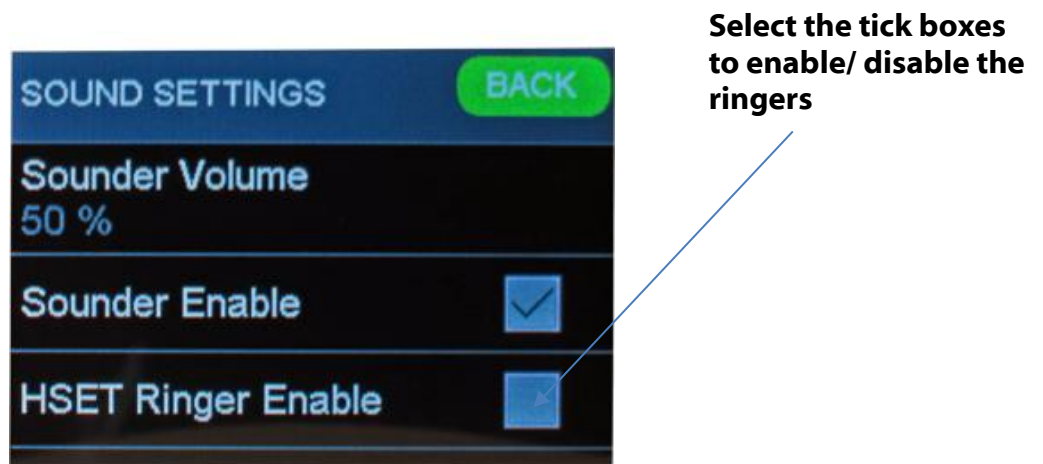 Select the tick boxes
to enable/ disable the
ringers
SOUND SETTINGS
BACK
Sounder Volume
50 %
Sounder Enable
HSET Ringer Enable